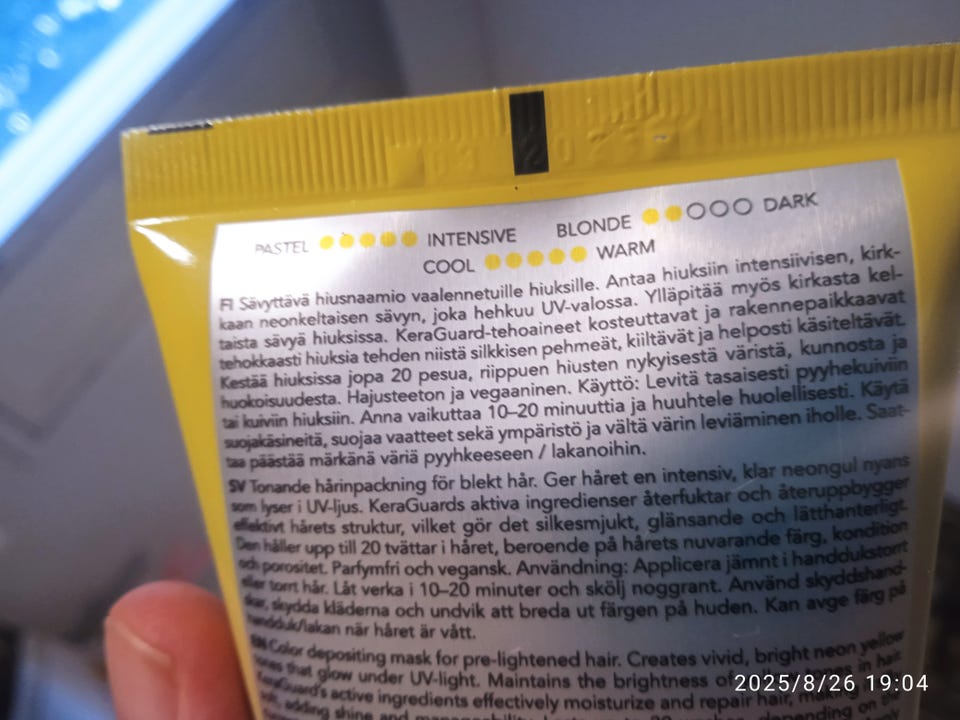 PASTEL INTENSIVE BLONDE DARK
COOL WARM
FI Sävyttävä hiusnaamio vaalennetuille hiuksille. Antaa hiuksiin intensiivisen, kirk-
kaan neonkeltaisen sävyn, joka hehkuu UV-valossa. Ylläpitää myös kirkasta kel-
taista sävyä hiuksissa. KeraGuard-tehoaineet kosteuttavat ja rakennepaikkaavat
tehokkaasti hiuksia tehden niistä silkkisen pehmeät, kiiltävät ja helposti käsiteltävät.
Kestää hiuksissa jopa 20 pesua, riippuen hiusten nykyisestä väristä, kunnosta ja
huokoisuudesta. Hajusteeton ja vegaaninen. Käyttö: Levitä tasaisesti pyyhekuiviin
tai kuiviin hiuksiin. Anna vaikuttaa 10–20 minuuttia ja huuhtele huolellisesti. Käytä
suojakäsineitä, suojaa vaatteet sekä ympäristö ja vältä värin leviäminen iholle. Saat-
taa päästää märkänä väriä pyyhkeeseen / lakanoihin.
SV Tonande hårinpackning för blekt hår. Ger håret en intensiv, klar neongul nyans
som lyser i UV-ljus. KeraGuards aktiva ingredienser återfuktar och återuppbygger
effektivt hårets struktur, vilket gör det silkesmjukt, glänsande och lätthanterligt.
Den håller upp till 20 tvättar i håret, beroende på hårets nuvarande färg, kondition
och porositet. Parfymfri och vegansk. Användning: Applicera jämnt i handdukstorrt
eller torrt hår. Låt verka i 10–20 minuter och skölj noggrant. Använd skyddshand-
skar, skydda kläderna och undvik att breda ut färgen på huden. Kan avge färg på
handduk/lakan när håret är vått.
EN Color depositing mask for pre-lightened hair. Creates vivid, bright neon yellow
tones that glow under UV-light. Maintains the brightness of tones in hair
KeraGuard's active ingredients effectively moisturize and repair hair, making
soft, adding shine and depending on the
2025/8/26 19:04